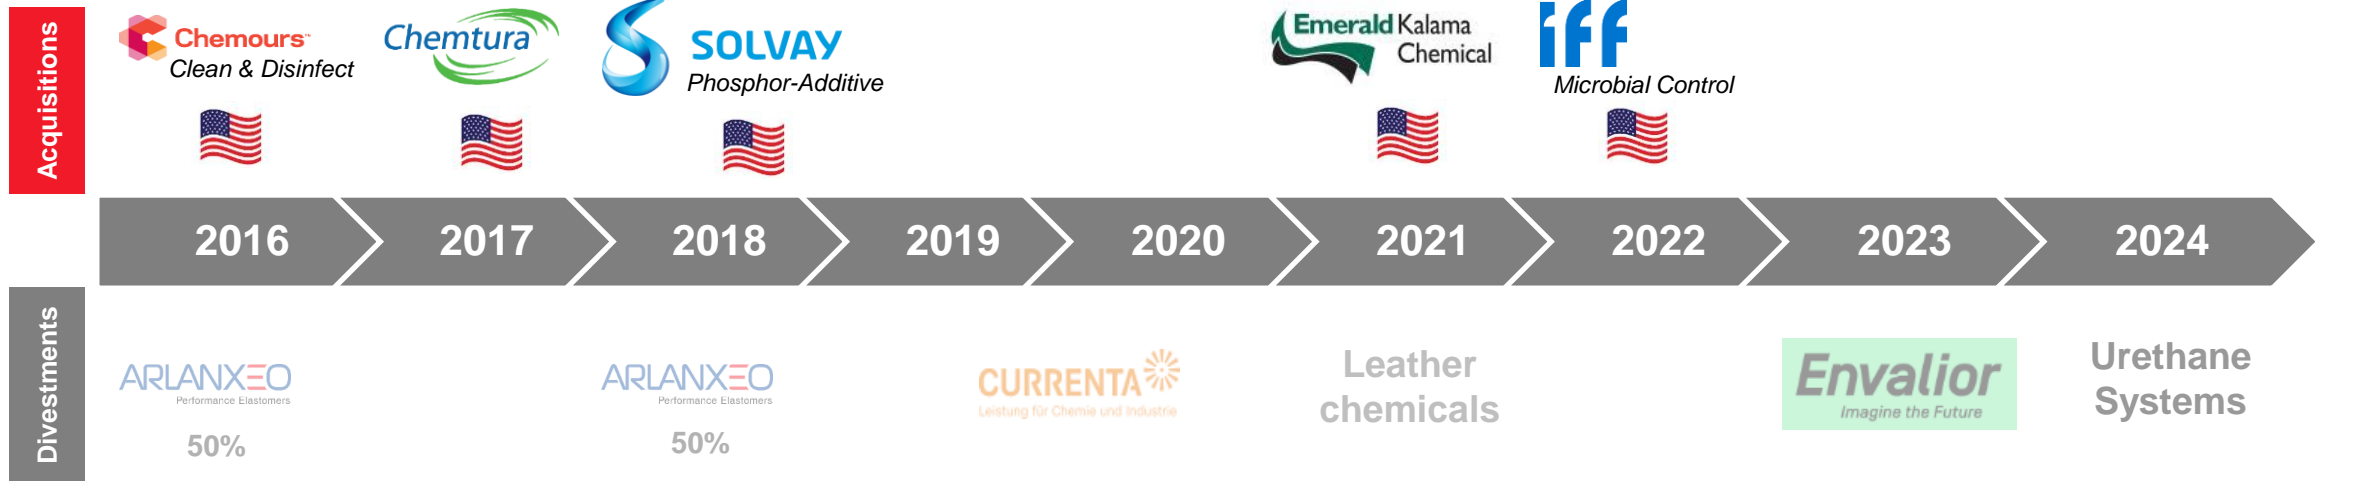 Acquisitions
Chemours™
Clean & Disinfect
Chemtura
SOLVAY
Phosphor-Additive
Emerald Kalama
Chemical
iff
Microbial Control
2016
2017
2018
2019
2020
2021
2022
2023
2024
Divestments
ARLANXEO
Performance Elastomers
50%
ARLANXEO
Performance Elastomers
50%
CURRENTA
Leistung für Chemie und Industrie
Leather
chemicals
Envalior
Imagine the Future
Urethane
Systems